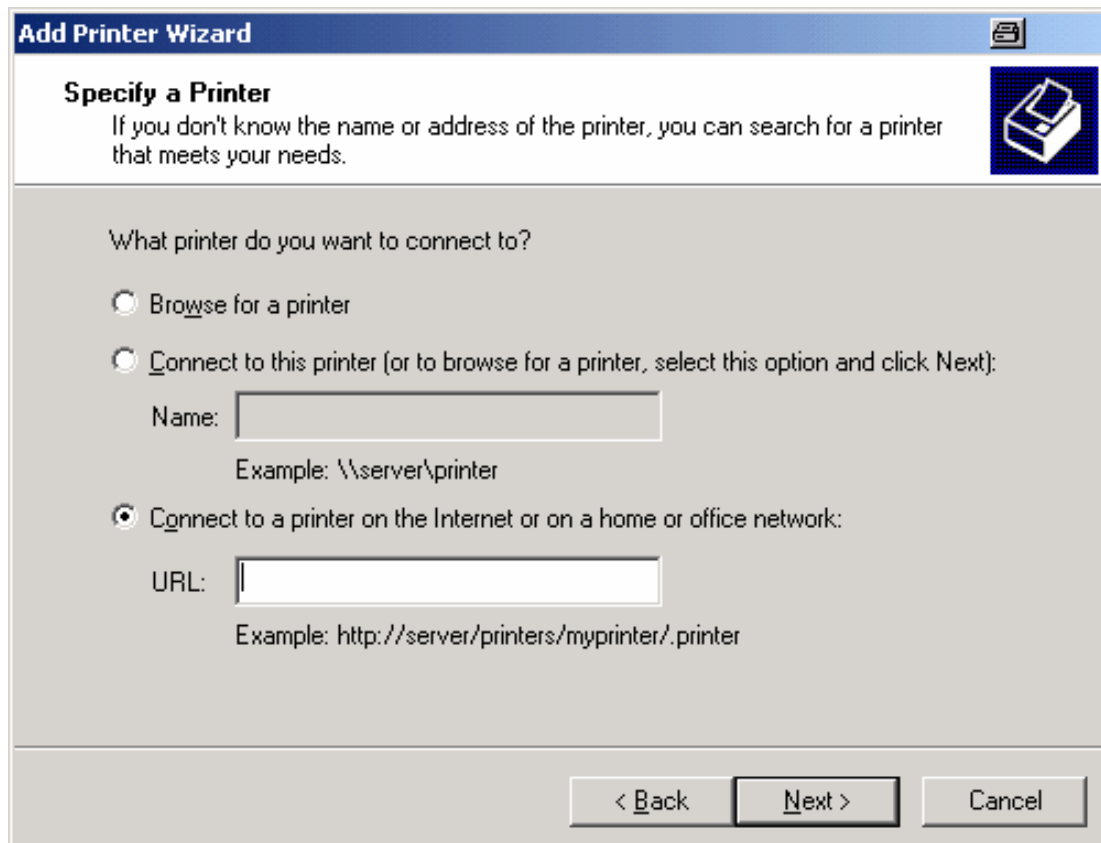 Add Printer Wizard
Specify a Printer
If you don't know the name or address of the printer, you can search for a printer
that meets your needs.
What printer do you want to connect to?
Browse for a printer
Connect to this printer (or to browse for a printer, select this option and click Next):
Name:
Example: \\server\printer
Connect to a printer on the Internet or on a home or office network:
URL:
Example: http://server/printers/myprinter/.printer
< Back Next > Cancel